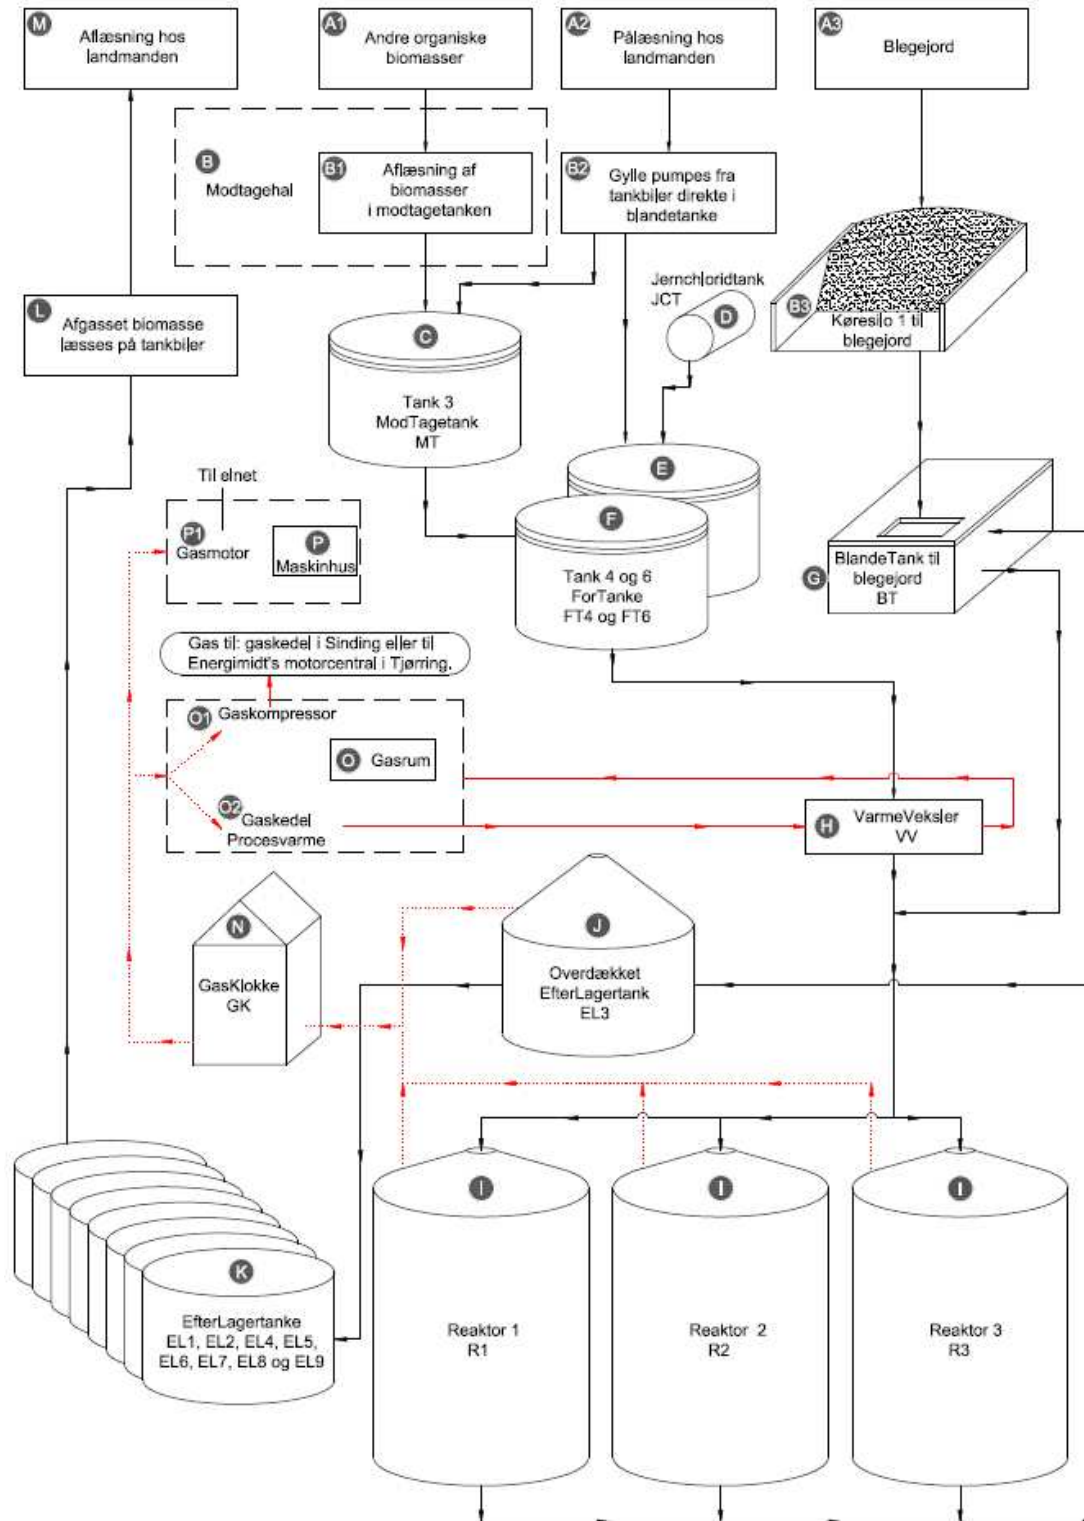 M
Aflæsning hos
landmanden
A1
Andre organiske
biomasser
A2
Pålæsning hos
landmanden
A3
Blegejord
B
Modtagehal
B1
Aflæsning af
biomasser
i modtagetanken
B2
Gylle pumpes fra
tankbiler direkte i
blandetanke
L
Afgasset biomasse
læsses på tankbiler
Jernchloridtank
JCT
D
B3
Køresilo 1 til
blegejord
C
Tank 3
ModTagetank
MT
E
F
Tank 4 og 6
ForTanke
FT4 og FT6
Til elnet
P1
Gasmotor
P
Maskinhus
G
BlandeTank til
blegejord
BT
Gas til: gaskedel i Sinding eller til
Energimidt's motorcentral i Tjørring.
O1
Gaskompressor
O
Gasrum
O2
Gaskedel
Procesvarme
H
VarmeVeksler
VV
N
GasKlokke
GK
J
Overdækket
EfterLagertank
EL3
K
EfterLagertanke
EL1, EL2, EL4, EL5,
EL6, EL7, EL8 og EL9
I
Reaktor 1
R1
I
Reaktor 2
R2
I
Reaktor 3
R3